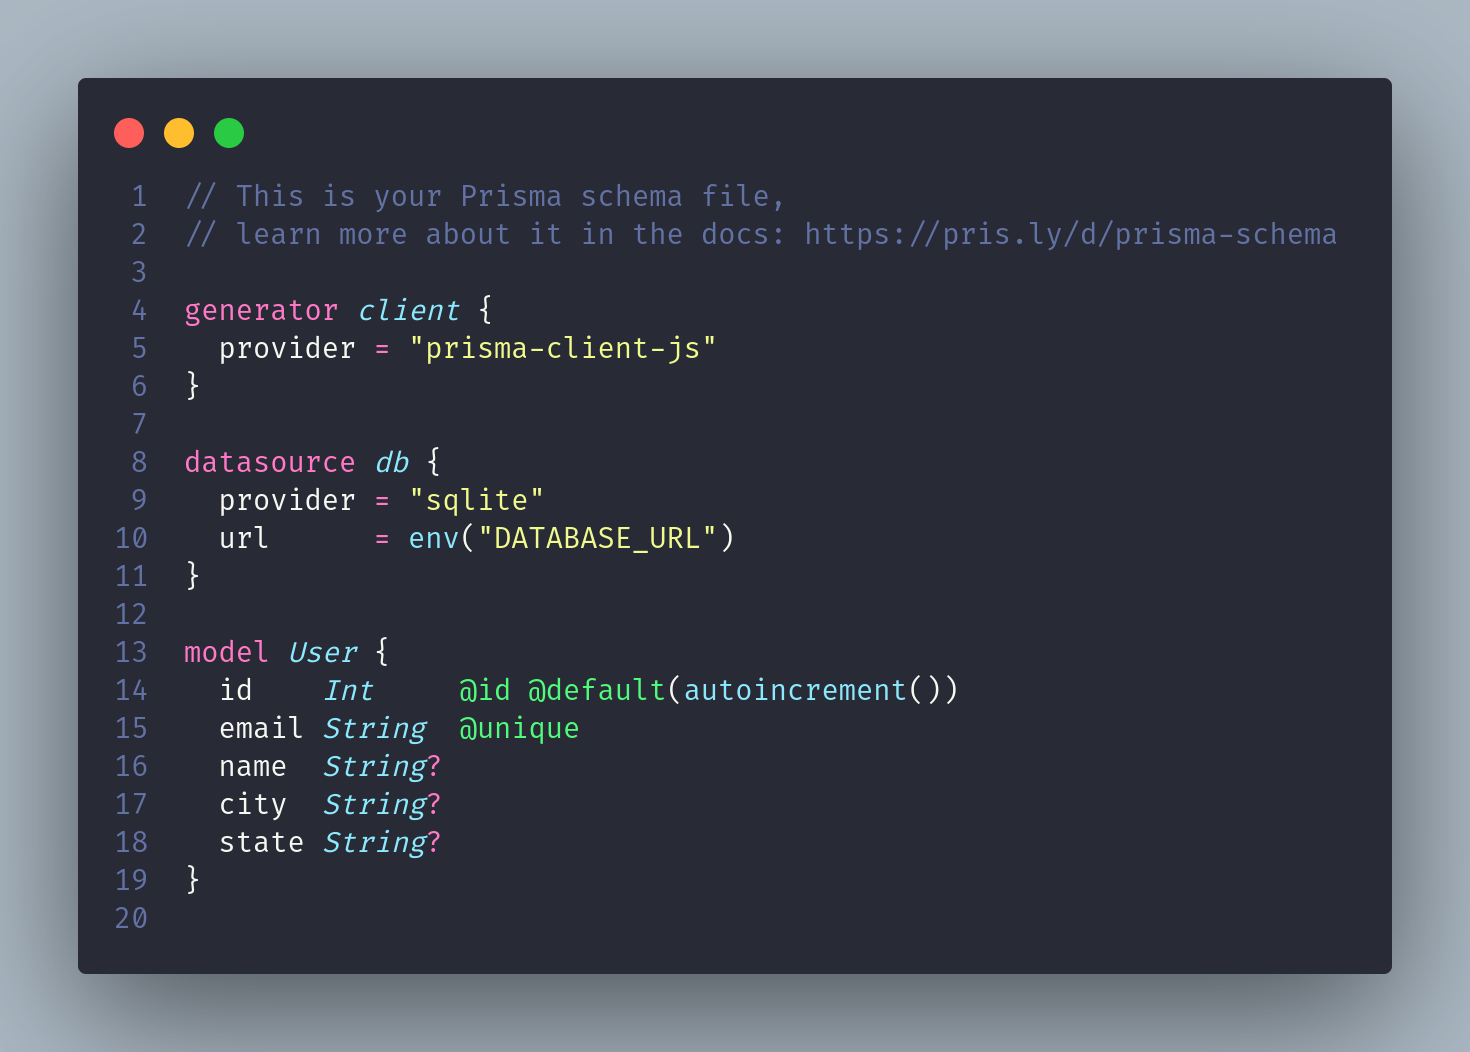 1 // This is your Prisma schema file,
2 // learn more about it in the docs: https://pris.ly/d/prisma-schema
3
4 generator client {
5   provider = "prisma-client-js"
6 }
7
8 datasource db {
9   provider = "sqlite"
10   url      = env("DATABASE_URL")
11 }
12
13 model User {
14   id    Int     @id @default(autoincrement())
15   email String  @unique
16   name  String?
17   city  String?
18   state String?
19 }
20